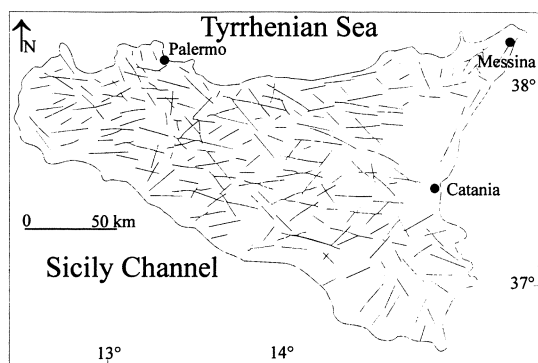 Tyrrhenian Sea
N
Palermo
Messina
38°
Catania
0 50 km
Sicily Channel
37°
13° 14°